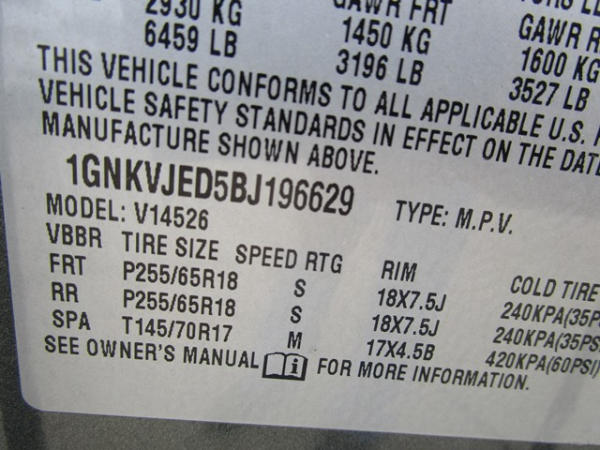 2930 KG GAWR FRT
6459 LB 1450 KG GAWR R
3196 LB 1600 KG
3527 LB
THIS VEHICLE CONFORMS TO ALL APPLICABLE U.S.
VEHICLE SAFETY STANDARDS IN EFFECT ON THE DATE
MANUFACTURE SHOWN ABOVE.
1GNKVJED5BJ196629 TYPE: M.P.V.
MODEL: V14526
VBBR TIRE SIZE SPEED RTG RIM COLD TIRE
FRT P255/65R18 S 18X7.5J 240KPA(35PS
RR P255/65R18 S 18X7.5J 240KPA(35PSI
SPA T145/70R17 M 17X4.5B 420KPA(60PSI)
SEE OWNER'S MANUAL i FOR MORE INFORMATION.